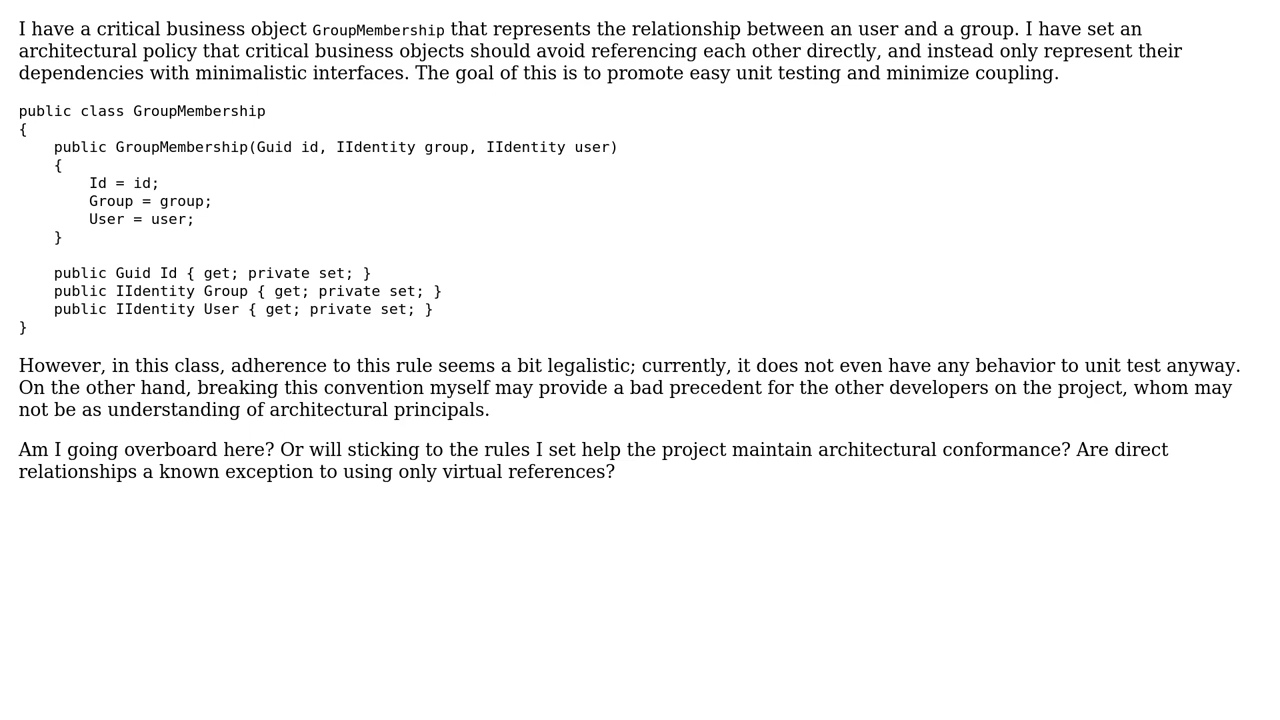 I have a critical business object GroupMembership that represents the relationship between an user and a group. I have set an
architectural policy that critical business objects should avoid referencing each other directly, and instead only represent their
dependencies with minimalistic interfaces. The goal of this is to promote easy unit testing and minimize coupling.
public class GroupMembership
{
    public GroupMembership(Guid id, IIdentity group, IIdentity user)
    {
        Id = id;
        Group = group;
        User = user;
    }
    public Guid Id { get; private set; }
    public IIdentity Group { get; private set; }
    public IIdentity User { get; private set; }
}
However, in this class, adherence to this rule seems a bit legalistic; currently, it does not even have any behavior to unit test anyway.
On the other hand, breaking this convention myself may provide a bad precedent for the other developers on the project, whom may
not be as understanding of architectural principals.
Am I going overboard here? Or will sticking to the rules I set help the project maintain architectural conformance? Are direct
relationships a known exception to using only virtual references?